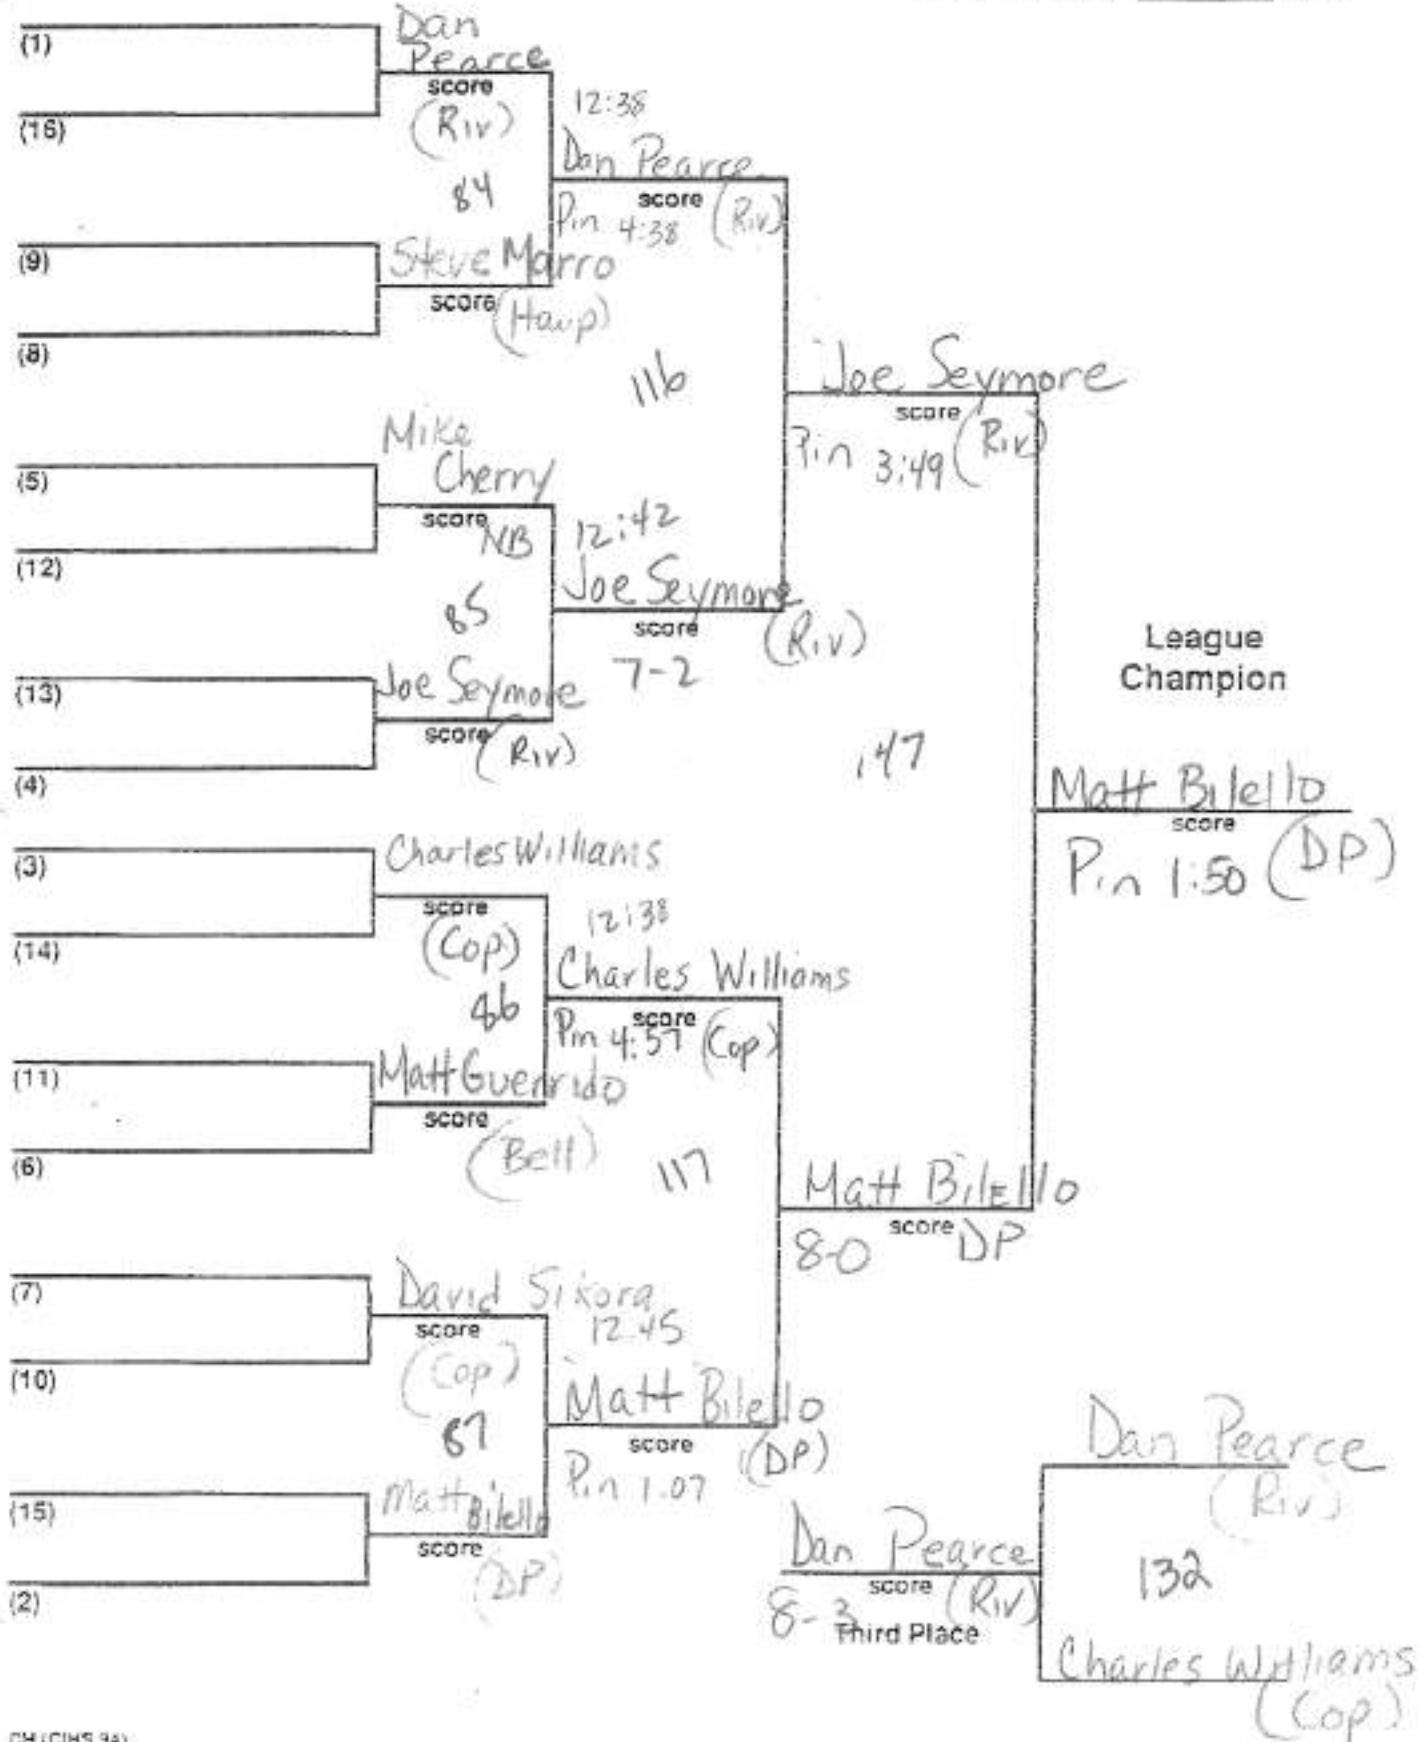 (1)
Dan
Pearce
score
(Riv)
(16)
12:38
84
Dan Pearce
score
(Riv)
Pin 4:38
(9)
Steve Marro
score
(Haup)
(8)
116
Joe Seymore
score
(Riv)
Pin 3:49
Mike
Cherry
(5)
score
NB
12:42
(12)
85
Joe Seymore
score
(Riv)
7-2
(13)
Joe Seymore
score
(Riv)
(4)
League
Champion
147
Matt Bilello
score
Pin 1:50 (DP)
(3)
Charles Williams
score
(Cop)
(14)
12:38
86
Charles Williams
score
Pin 4:57 (Cop)
(11)
Matt Guerrido
score
(Bell)
(6)
117
Matt Bilello
score
8-0 DP
(7)
David Sikora
score
12 45
(10)
(Cop)
87
Matt Bilello
score
(DP)
Pin 1.07
(15)
Matt Bilello
score
(DP)
(2)
Dan Pearce
(Riv)
Dan Pearce
score
(Riv)
132
8-3
Third Place
Charles Williams
(Cop)